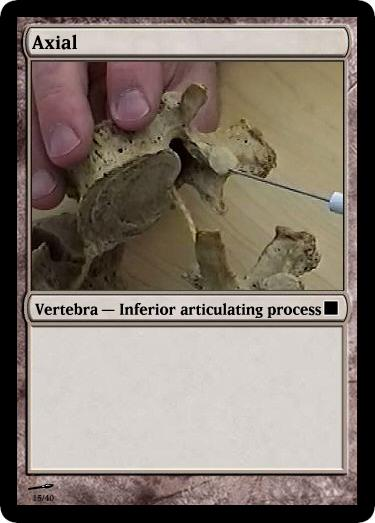 Axial
Vertebra — Inferior articulating process
15/40